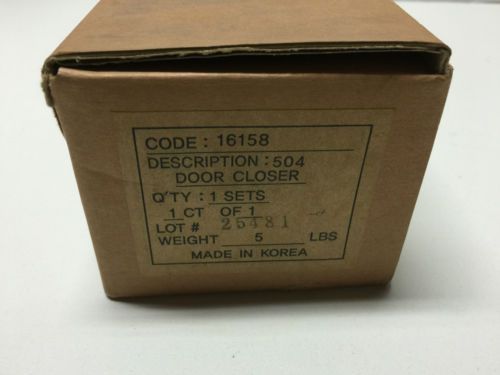 CODE : 16158
DESCRIPTION : 504
DOOR CLOSER
Q'TY : 1 SETS
1 CT OF 1
LOT # 25481
WEIGHT 5 LBS
MADE IN KOREA